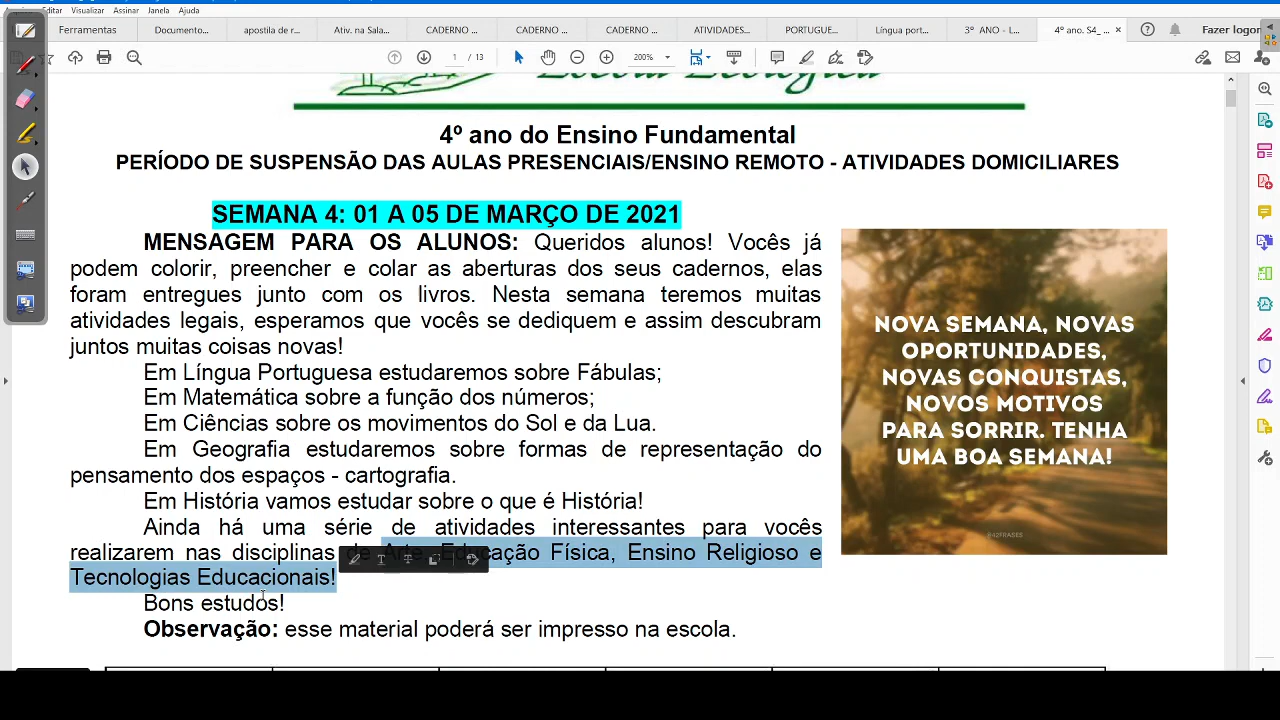 Editar Visualizar Assinar Janela Ajuda
Ferramentas Documento... apostila de r... Ativ. na Sala... CADERNO ... CADERNO ... CADERNO ... ATIVIDADES... PORTUGUE... Língua port... 3º ANO - L... 4º ano. S4_... × Fazer logon
1 / 13 200%
Escola Ecológica
4º ano do Ensino Fundamental
PERÍODO DE SUSPENSÃO DAS AULAS PRESENCIAIS/ENSINO REMOTO - ATIVIDADES DOMICILIARES
SEMANA 4: 01 A 05 DE MARÇO DE 2021
MENSAGEM PARA OS ALUNOS: Queridos alunos! Vocês já
podem colorir, preencher e colar as aberturas dos seus cadernos, elas
foram entregues junto com os livros. Nesta semana teremos muitas
atividades legais, esperamos que vocês se dediquem e assim descubram
juntos muitas coisas novas!
Em Língua Portuguesa estudaremos sobre Fábulas;
Em Matemática sobre a função dos números;
Em Ciências sobre os movimentos do Sol e da Lua.
Em Geografia estudaremos sobre formas de representação do
pensamento dos espaços - cartografia.
Em História vamos estudar sobre o que é História!
Ainda há uma série de atividades interessantes para vocês
realizarem nas disciplinas de Arte, Educação Física, Ensino Religioso e
Tecnologias Educacionais!
Bons estudos!
Observação: esse material poderá ser impresso na escola.
NOVA SEMANA, NOVAS
OPORTUNIDADES,
NOVAS CONQUISTAS,
NOVOS MOTIVOS
PARA SORRIR. TENHA
UMA BOA SEMANA!
#42FRASES